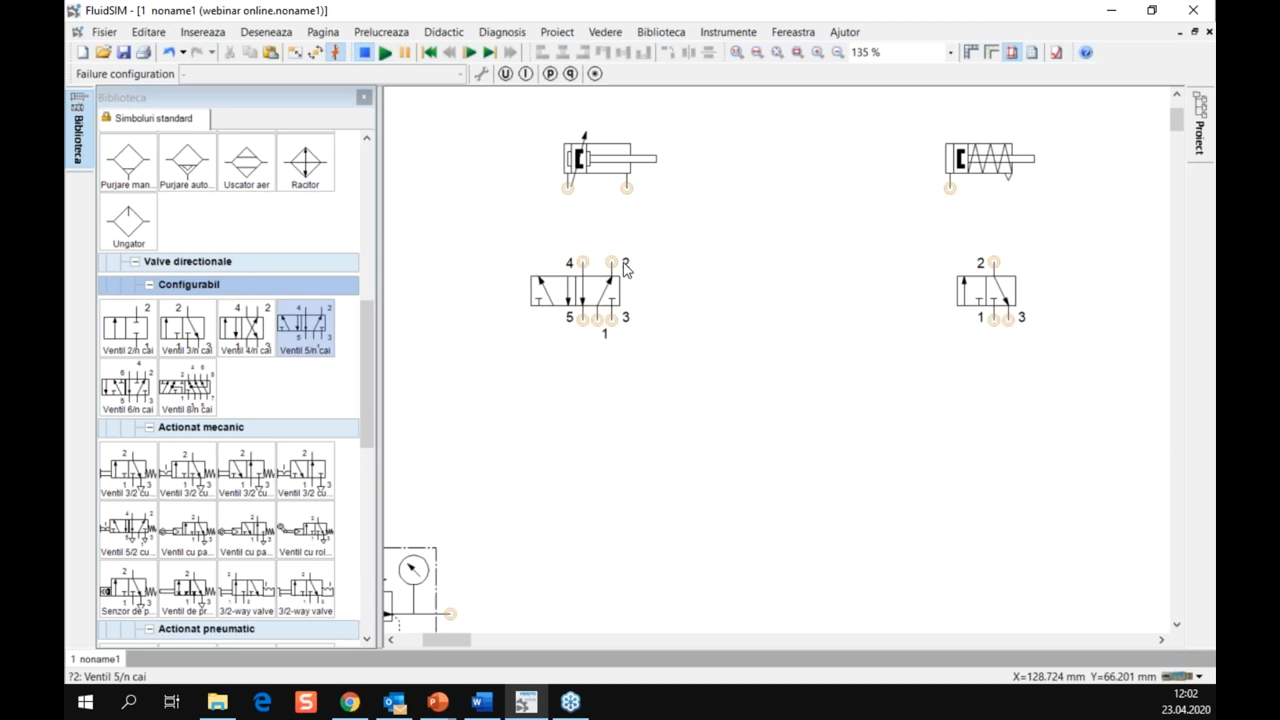 FluidSIM - [1 noname1 (webinar online.noname1)]
Fisier Editare Insereaza Deseneaza Pagina Prelucreaza Didactic Diagnosis Proiect Vedere Biblioteca Instrumente Fereastra Ajutor
135 %
Failure configuration -
Biblioteca
Biblioteca
Simboluri standard
Purjare man... Purjare auto... Uscator aer Racitor
Ungator
Valve directionale
Configurabil
Ventil 2/n cai Ventil 3/n cai Ventil 4/n cai Ventil 5/n cai
Ventil 6/n cai Ventil 8/n cai
Actionat mecanic
Ventil 3/2 cu... Ventil 3/2 cu... Ventil 3/2 cu... Ventil 3/2 cu...
Ventil 5/2 cu... Ventil cu pa... Ventil cu pa... Ventil cu rol...
Senzor de p... Ventil de pr... 3/2-way valve 3/2-way valve
Actionat pneumatic
4 2
5 3
1
2
1 3
Proiect
1 noname1
?2: Ventil 5/n cai
X=128.724 mm Y=66.201 mm
12:02
23.04.2020